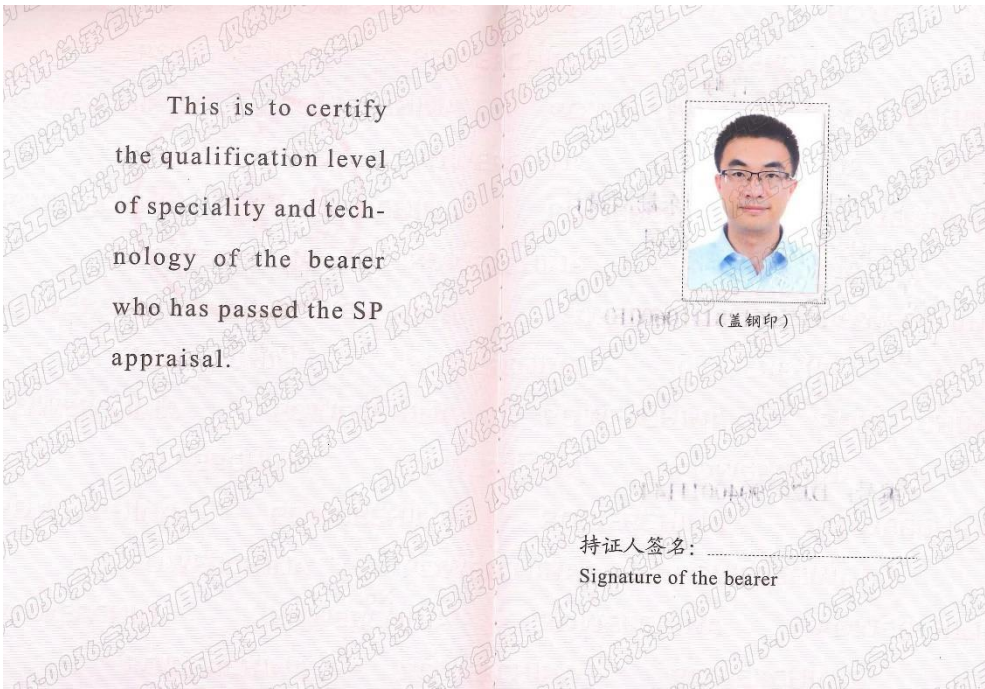 This is to certify
the qualification level
of speciality and tech-
nology of the bearer
who has passed the SP
appraisal.
(盖钢印)
持证人签名:
Signature of the bearer
仅供龙华A815-0036宗地项目施工图设计总承包使用